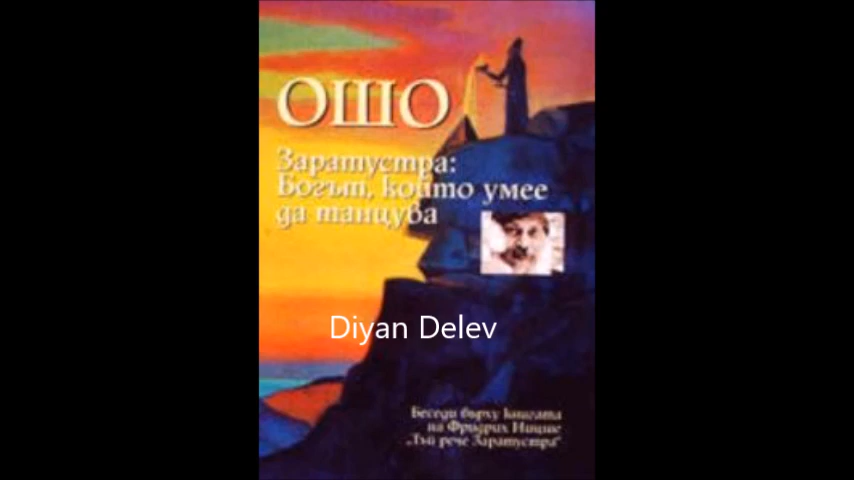 ОШО
Заратустра:
Богът, който умее
да танцува
Diyan Delev
Беседи върху книгата
на Фридрих Ницше
„Тъй рече Заратустра“